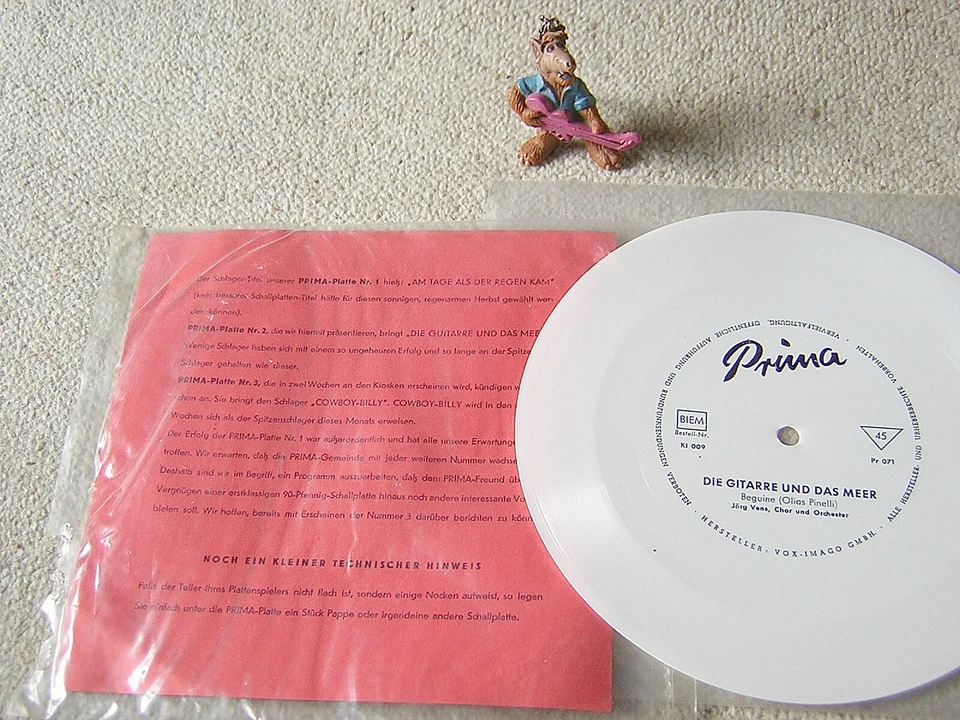 Der Schlager-Titel unserer PRIMA-Platte Nr. 1 hieß: „AM TAGE ALS DER REGEN KAM"
(kein besseres Schallplatten-Titel hätte für diesen sonnigen, regenarmen Herbst gewählt wer-
den können).
PRIMA-Platte Nr. 2, die wir hiermit präsentieren, bringt „DIE GUITARRE UND DAS MEE
Wenige Schlager haben sich mit einem so ungeheuren Erfolg und so lange an der Spitze
Schlager gehalten wie dieser.
PRIMA-Platte Nr. 3, die in zwei Wochen an den Kiosken erscheinen wird, kündigen w
schon an. Sie bringt den Schlager „COWBOY-BILLY". COWBOY-BILLY wird in den
Wochen sich als der Spitzenschlager dieses Monats erweisen.
Der Erfolg der PRIMA-Platte Nr. 1 war außerordentlich und hat alle unsere Erwartunge
troffen. Wir erwarten, daß die PRIMA-Gemeinde mit jeder weiteren Nummer wachse
Deshalb sind wir im Begriff, ein Programm auszuarbeiten, daß dem PRIMA-Freund üb
Vergnügen einer erstklassigen 90-Pfennig-Schallplatte hinaus noch andere interessante Vo
bieten soll. Wir hoffen, bereits mit Erscheinen der Nummer 3 darüber berichten zu könn
NOCH EIN KLEINER TECHNISCHER HINWEIS
Falls der Teller Ihres Plattenspielers nicht flach ist, sondern einige Nocken aufweist, so legen
Sie einfach unter die PRIMA-Platte ein Stück Pappe oder irgendeine andere Schallplatte.
Prima
BIEM
Bestell-Nr.
KI 009
45
Pr 071
DIE GITARRE UND DAS MEER
Beguine (Olias Pinelli)
Jörg Vens, Chor und Orchester
HERSTELLER: VOX-IMAGO GMBH. · ALLE HERSTELLER- UND URHEBERRECHTE VORBEHALTEN · VERVIELFÄLTIGUNG, ÖFFENTLICHE AUFFÜHRUNG UND RUNDFUNKSENDUNGEN VERBOTEN ·